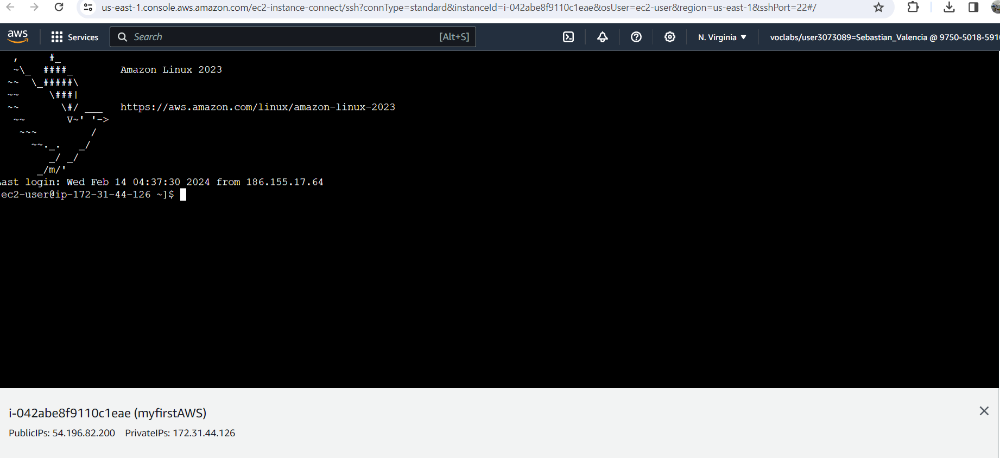 us-east-1.console.aws.amazon.com/ec2-instance-connect/ssh?connType=standard&instanceId=i-042abe8f9110c1eae&osUser=ec2-user&region=us-east-1&sshPort=22#/
aws Services Search [Alt+S] N. Virginia voclabs/user3073089=Sebastian_Valencia @ 9750-5018-591
   ,     #_
  ~\_  ####_        Amazon Linux 2023
 ~~  \_#####\
 ~~     \###|
 ~~       \#/ ___   https://aws.amazon.com/linux/amazon-linux-2023
  ~~       V~' '->
   ~~~         /
     ~~._.   _/
        _/ _/
      _/m/'
ast login: Wed Feb 14 04:37:30 2024 from 186.155.17.64
ec2-user@ip-172-31-44-126 ~]$
i-042abe8f9110c1eae (myfirstAWS)
PublicIPs: 54.196.82.200 PrivateIPs: 172.31.44.126